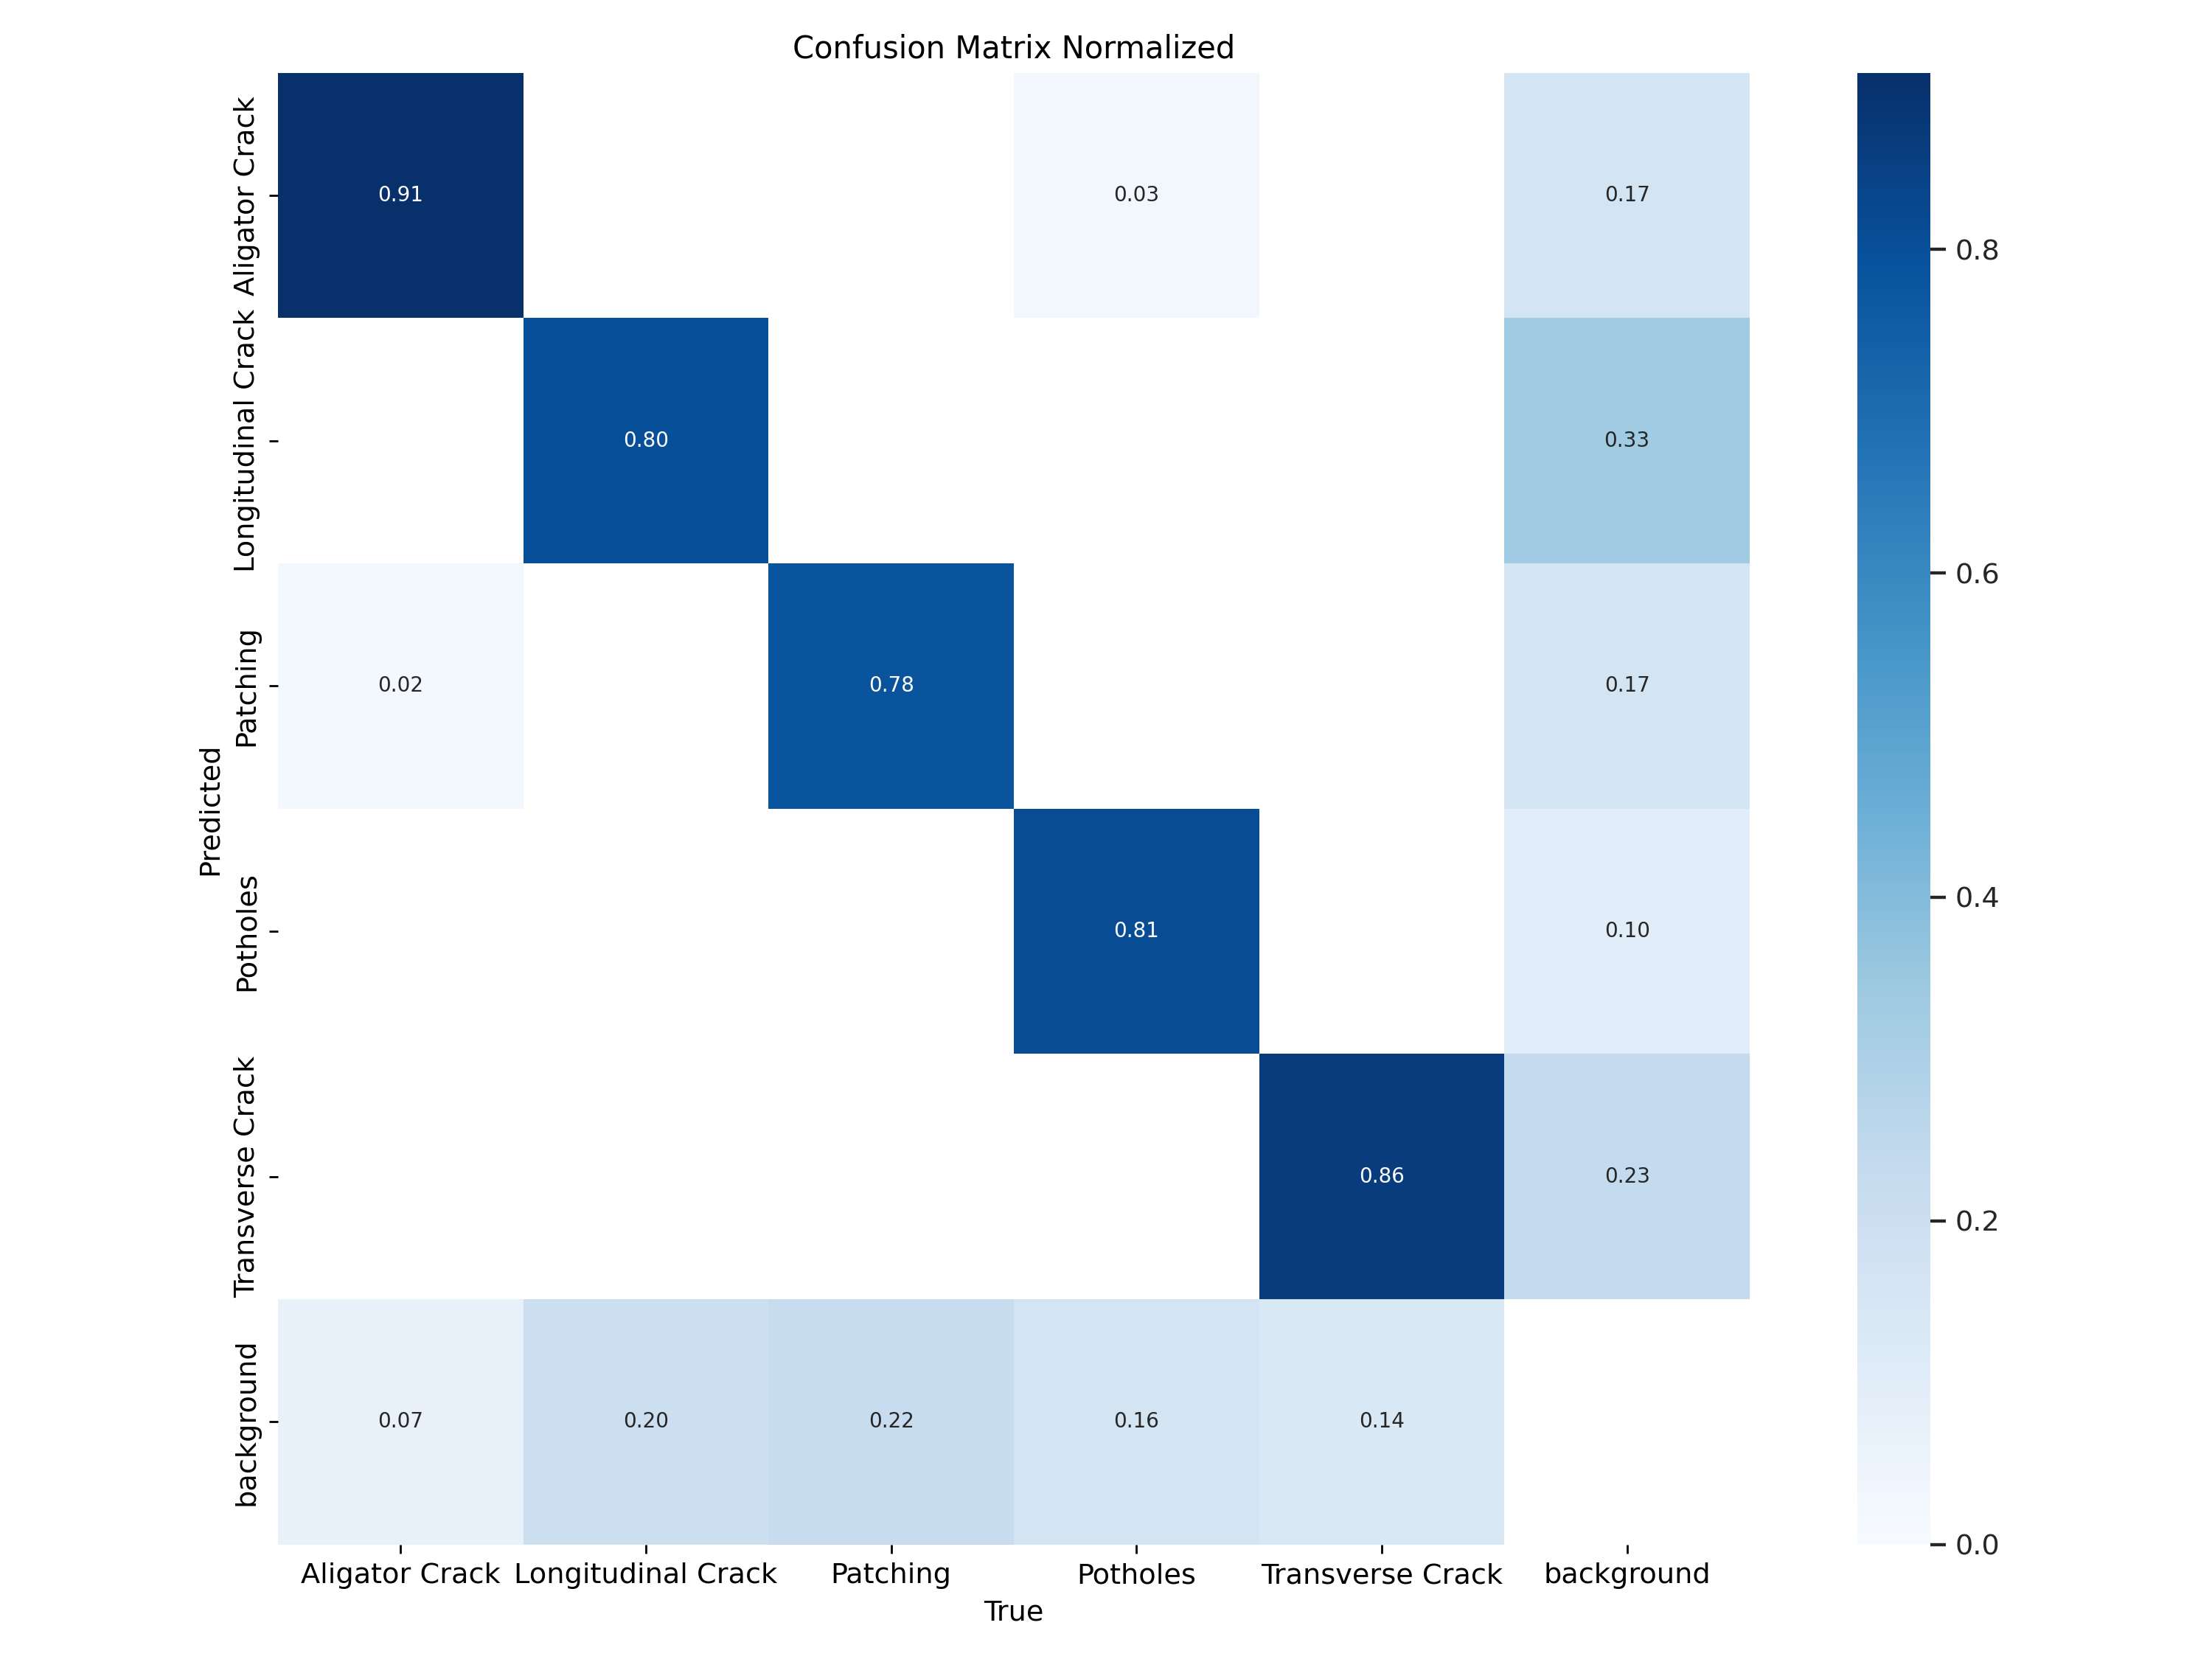 Confusion Matrix Normalized
Aligator Crack
0.91
0.03
0.17
0.8
Longitudinal Crack
0.80
0.33
0.6
Patching
0.02
0.78
0.17
Predicted
Potholes
0.81
0.10
0.4
Transverse Crack
0.86
0.23
0.2
background
0.07
0.20
0.22
0.16
0.14
0.0
Aligator Crack
Longitudinal Crack
Patching
Potholes
Transverse Crack
background
True